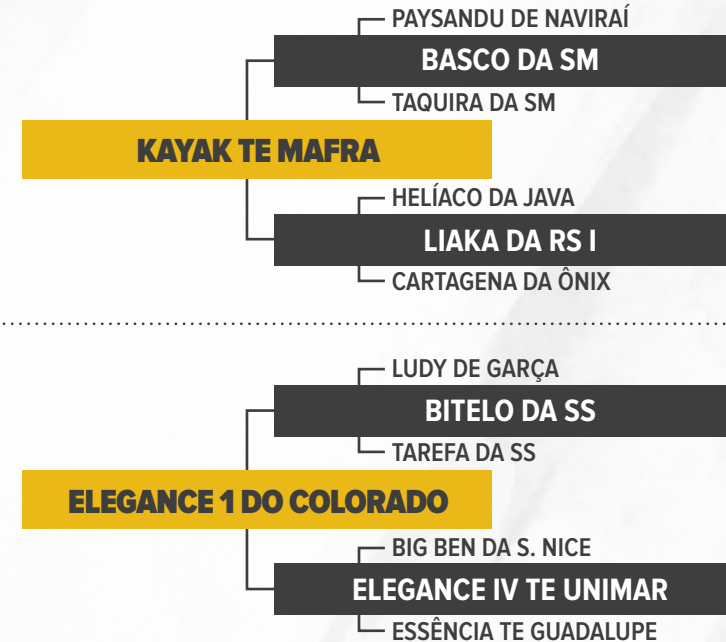 PAYSANDU DE NAVIRAÍ
BASCO DA SM
TAQUIRA DA SM
KAYAK TE MAFRA
HELÍACO DA JAVA
LIAKA DA RS I
CARTAGENA DA ÔNIX
LUDY DE GARÇA
BITELO DA SS
TAREFA DA SS
ELEGANCE 1 DO COLORADO
BIG BEN DA S. NICE
ELEGANCE IV TE UNIMAR
ESSÊNCIA TE GUADALUPE